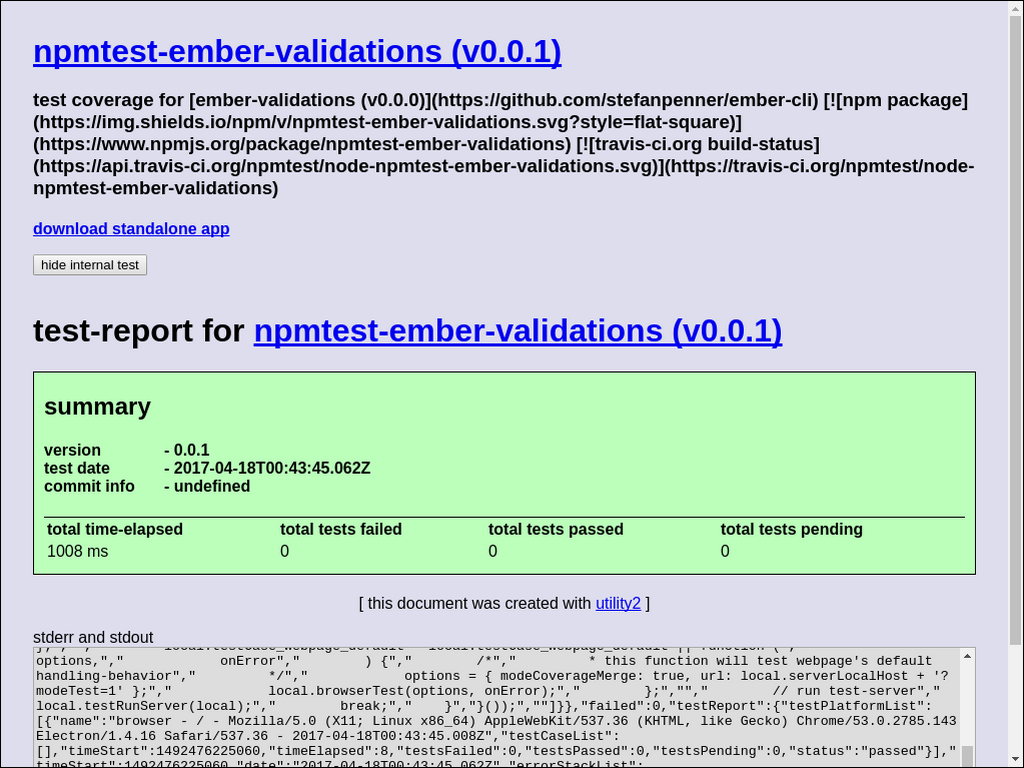 npmtest-ember-validations (v0.0.1)
test coverage for [ember-validations (v0.0.0)](https://github.com/stefanpenner/ember-cli) [![npm package]
(https://img.shields.io/npm/v/npmtest-ember-validations.svg?style=flat-square)]
(https://www.npmjs.org/package/npmtest-ember-validations) [![travis-ci.org build-status]
(https://api.travis-ci.org/npmtest/node-npmtest-ember-validations.svg)](https://travis-ci.org/npmtest/node-
npmtest-ember-validations)
download standalone app
hide internal test
test-report for npmtest-ember-validations (v0.0.1)
summary
version - 0.0.1
test date - 2017-04-18T00:43:45.062Z
commit info - undefined
total time-elapsed total tests failed total tests passed total tests pending
1008 ms 0 0 0
[ this document was created with utility2 ]
stderr and stdout
options,"," onError"," ) {"," /*"," * this function will test webpage's default
handling-behavior"," */"," options = { modeCoverageMerge: true, url: local.serverLocalHost + '?
modeTest=1' };"," local.browserTest(options, onError);"," };",""," // run test-server","
local.testRunServer(local);"," break;"," }","}());",""]}},"failed":0,"testReport":{"testPlatformList":
[{"name":"browser - / - Mozilla/5.0 (X11; Linux x86_64) AppleWebKit/537.36 (KHTML, like Gecko) Chrome/53.0.2785.143
Electron/1.4.16 Safari/537.36 - 2017-04-18T00:43:45.008Z","testCaseList":
[],"timeStart":1492476225060,"timeElapsed":8,"testsFailed":0,"testsPassed":0,"testsPending":0,"status":"passed"}],"
timeStart":1492476225060,"date":"2017-04-18T00:43:45.062Z","errorStackList":